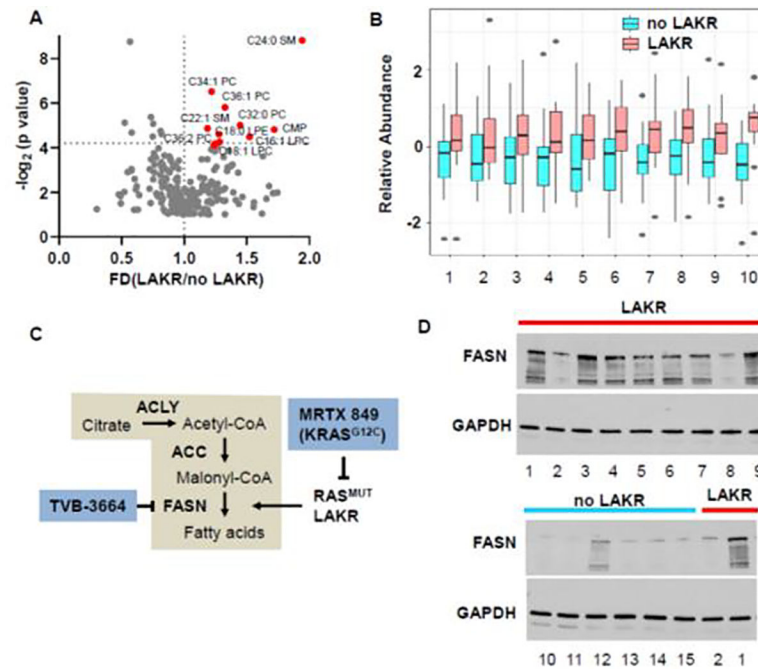 A
8
6
4
2
0
-log2 (p value)
0.0 0.5 1.0 1.5 2.0
FD(LAKR/no LAKR)
C24:0 SM
C34:1 PC
C36:1 PC
C32:0 PC
C22:1 SM
C18:0 LPE
CMP
C36:2 PC
C16:1 LPC
C18:1 LPC
B
no LAKR
LAKR
Relative Abundance
2
0
-2
1 2 3 4 5 6 7 8 9 10
C
ACLY
Citrate
Acetyl-CoA
ACC
Malonyl-CoA
FASN
Fatty acids
TVB-3664
MRTX 849
(KRASG12C)
RASMUT
LAKR
D
LAKR
FASN
GAPDH
1 2 3 4 5 6 7 8 9
no LAKR LAKR
FASN
GAPDH
10 11 12 13 14 15 2 1